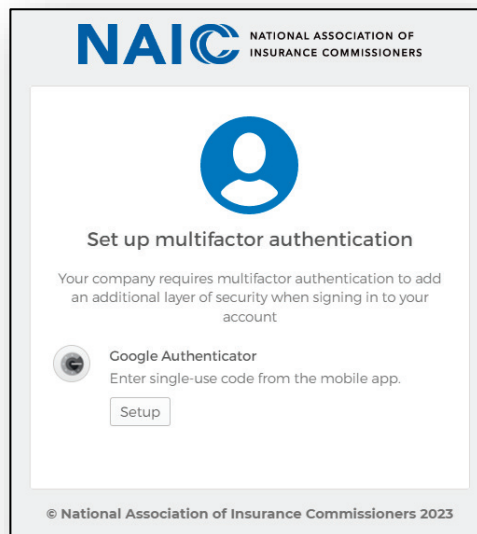 NAIC NATIONAL ASSOCIATION OF
INSURANCE COMMISSIONERS
Set up multifactor authentication
Your company requires multifactor authentication to add
an additional layer of security when signing in to your
account
Google Authenticator
Enter single-use code from the mobile app.
Setup
© National Association of Insurance Commissioners 2023